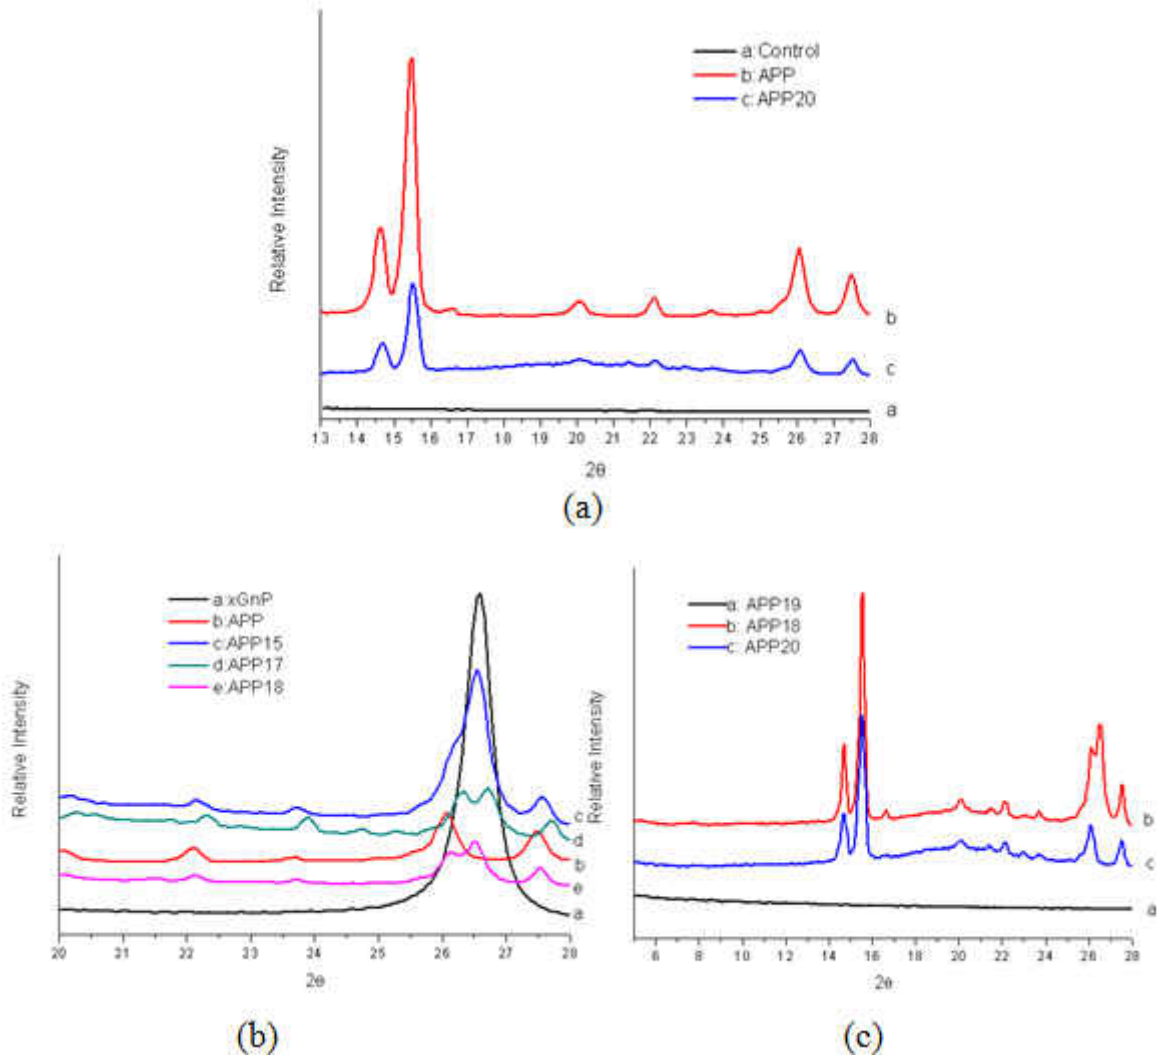 a:Control
b:APP
c:APP20
Relative Intensity
b
c
a
13 14 15 16 17 18 19 20 21 22 23 24 25 26 27 28
2θ
(a)
a:xGnP
b:APP
c:APP15
d:APP17
e:APP18
Relative Intensity
c
d
b
e
a
20 21 22 23 24 25 26 27 28
2θ
(b)
a: APP19
b: APP18
c: APP20
Relative Intensity
b
c
a
6 8 10 12 14 16 18 20 22 24 26 28
2θ
(c)